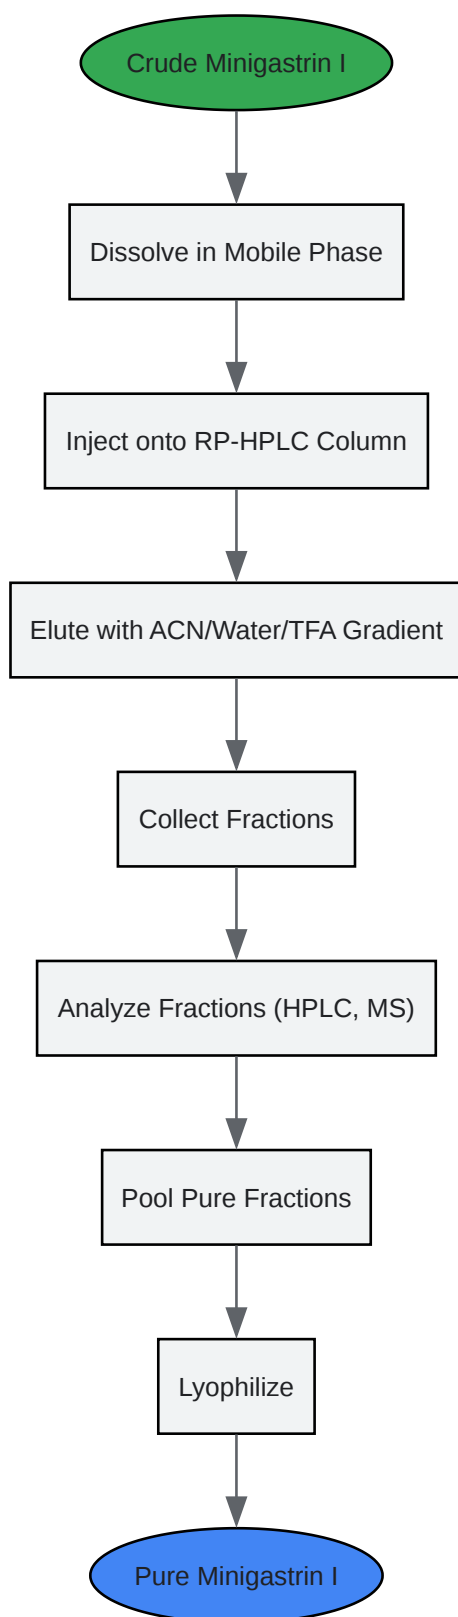 Crude Minigastrin I
Dissolve in Mobile Phase
Inject onto RP-HPLC Column
Elute with ACN/Water/TFA Gradient
Collect Fractions
Analyze Fractions (HPLC, MS)
Pool Pure Fractions
Lyophilize
Pure Minigastrin I